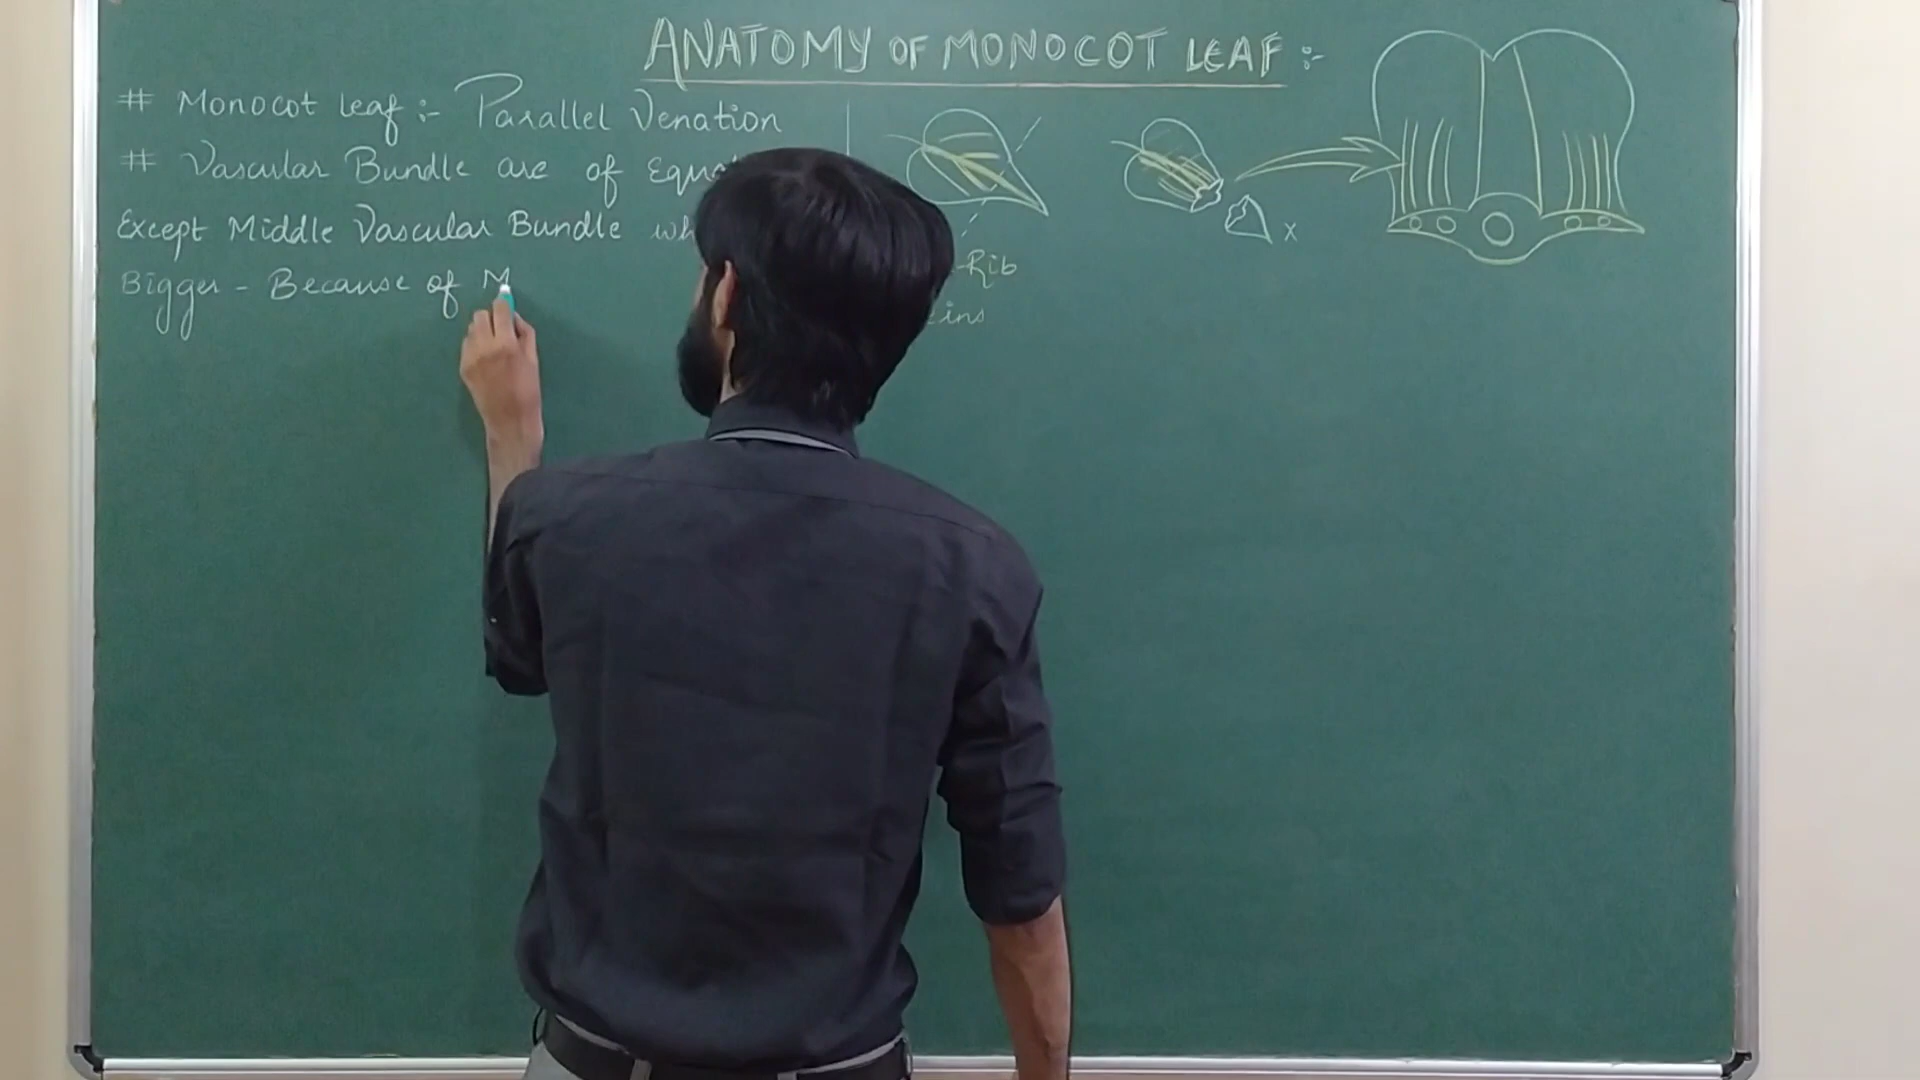 ANATOMY OF MONOCOT LEAF :-
# Monocot leaf :- Parallel Venation
# Vascular Bundle are of
Except Middle Vascular Bundle
Bigger - Because of M
x
-Rib